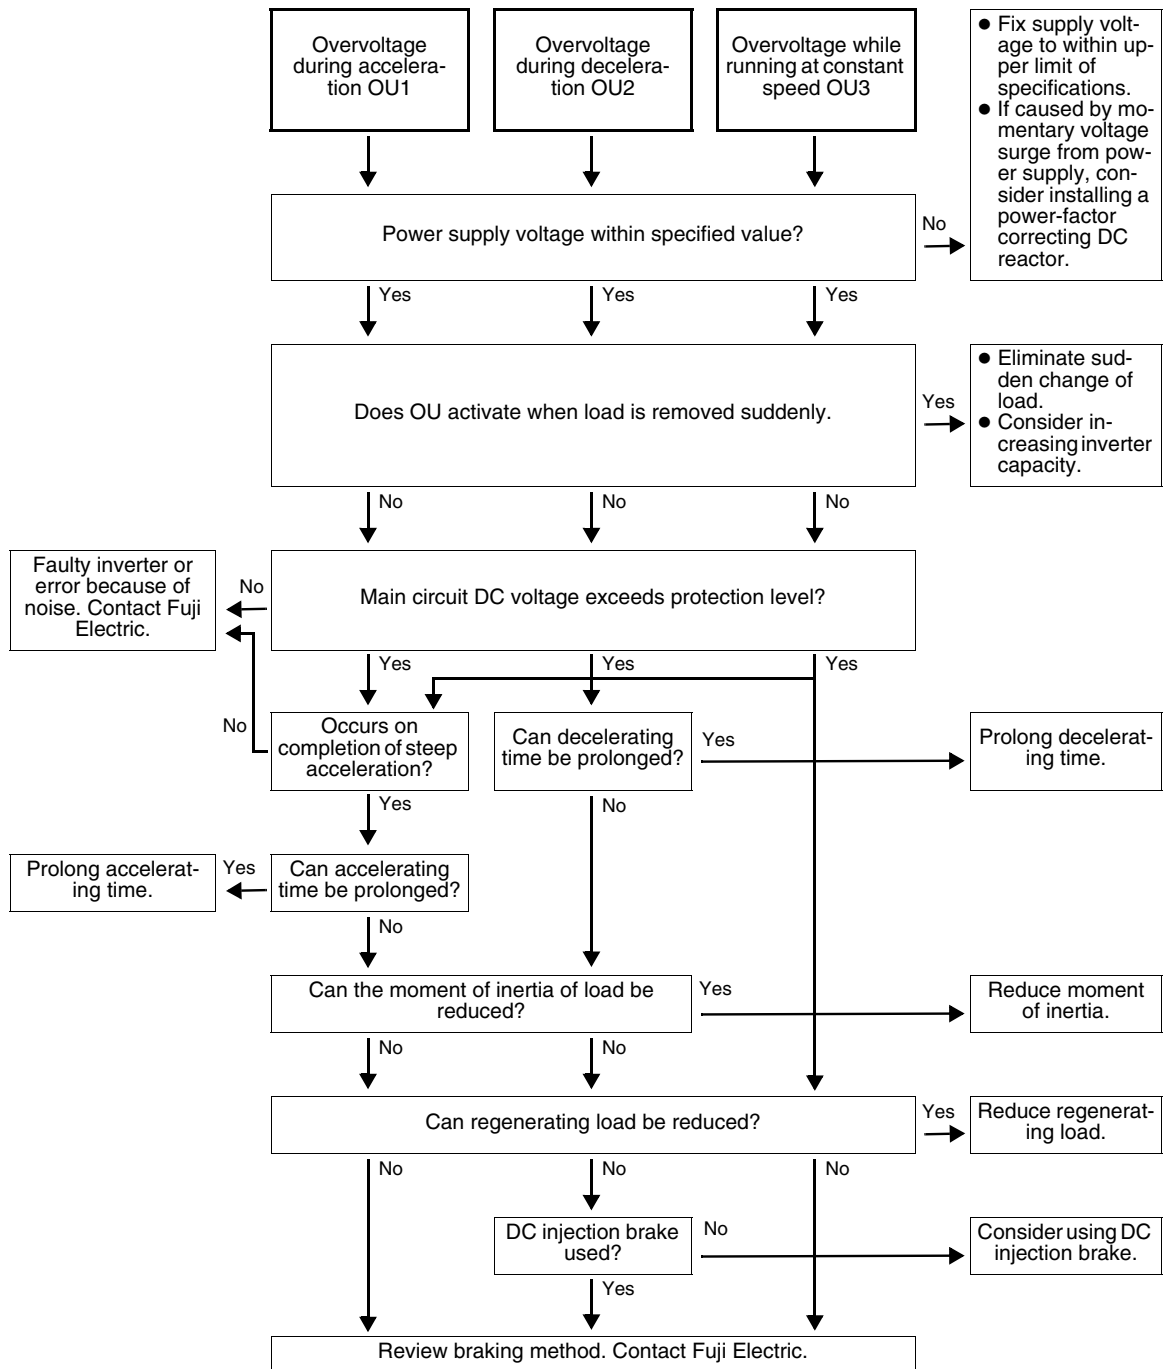 Overvoltage
during accelera-
tion OU1
Overvoltage
during decelera-
tion OU2
Overvoltage while
running at constant
speed OU3
● Fix supply volt-
age to within up-
per limit of
specifications.
● If caused by mo-
mentary voltage
surge from pow-
er supply, con-
sider installing a
power-factor
correcting DC
reactor.
Power supply voltage within specified value?
No
Yes
Yes
Yes
Does OU activate when load is removed suddenly.
Yes
● Eliminate sud-
den change of
load.
● Consider in-
creasing inverter
capacity.
No
No
No
Faulty inverter or
error because of
noise. Contact Fuji
Electric.
No
Main circuit DC voltage exceeds protection level?
Yes
Yes
Yes
No
Occurs on
completion of steep
acceleration?
Can decelerating
time be prolonged?
Yes
Prolong decelerat-
ing time.
Yes
No
Prolong accelerat-
ing time.
Yes
Can accelerating
time be prolonged?
No
Can the moment of inertia of load be
reduced?
Yes
Reduce moment
of inertia.
No
No
Can regenerating load be reduced?
Yes
Reduce regenerat-
ing load.
No
No
No
DC injection brake
used?
No
Consider using DC
injection brake.
Yes
Review braking method. Contact Fuji Electric.